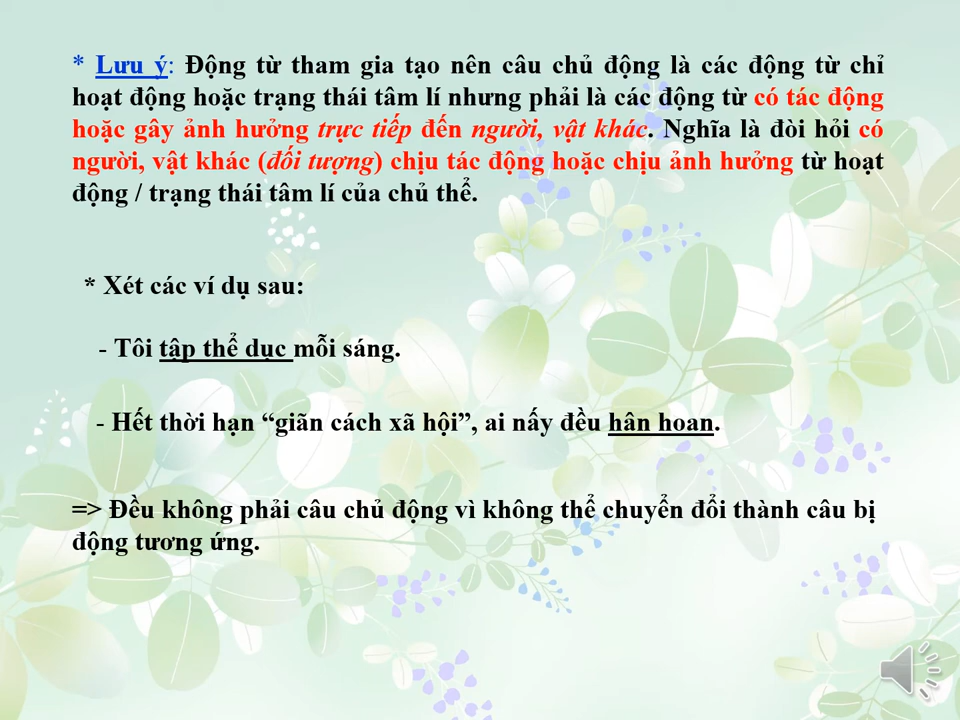 * Lưu ý: Động từ tham gia tạo nên câu chủ động là các động từ chỉ
hoạt động hoặc trạng thái tâm lí nhưng phải là các động từ có tác động
hoặc gây ảnh hưởng trực tiếp đến người, vật khác. Nghĩa là đòi hỏi có
người, vật khác (đối tượng) chịu tác động hoặc chịu ảnh hưởng từ hoạt
động / trạng thái tâm lí của chủ thể.
* Xét các ví dụ sau:
- Tôi tập thể dục mỗi sáng.
- Hết thời hạn “giãn cách xã hội”, ai nấy đều hân hoan.
=> Đều không phải câu chủ động vì không thể chuyển đổi thành câu bị
động tương ứng.